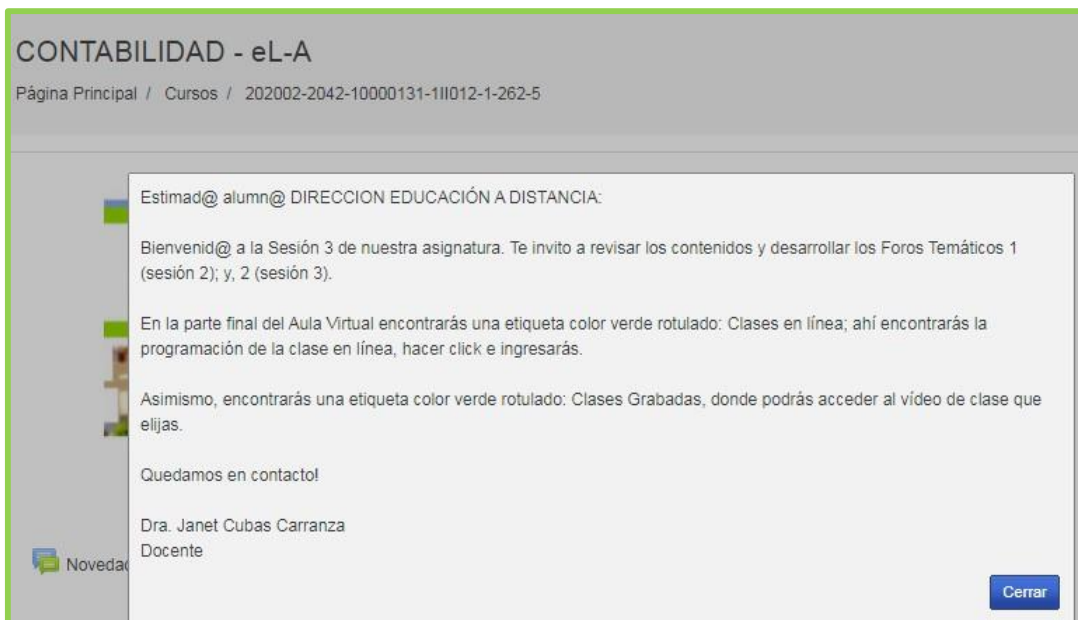 CONTABILIDAD - eL-A
Página Principal / Cursos / 202002-2042-10000131-1II012-1-262-5
Estimad@ alumn@ DIRECCION EDUCACIÓN A DISTANCIA:
Bienvenid@ a la Sesión 3 de nuestra asignatura. Te invito a revisar los contenidos y desarrollar los Foros Temáticos 1
(sesión 2); y, 2 (sesión 3).
En la parte final del Aula Virtual encontrarás una etiqueta color verde rotulado: Clases en línea; ahí encontrarás la
programación de la clase en línea, hacer click e ingresarás.
Asimismo, encontrarás una etiqueta color verde rotulado: Clases Grabadas, donde podrás acceder al vídeo de clase que
elijas.
Quedamos en contacto!
Dra. Janet Cubas Carranza
Docente
Novedad
Cerrar